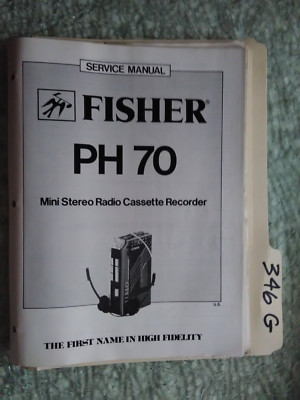 SERVICE MANUAL
FISHER®
PH 70
Mini Stereo Radio Cassette Recorder
THE FIRST NAME IN HIGH FIDELITY
346 G